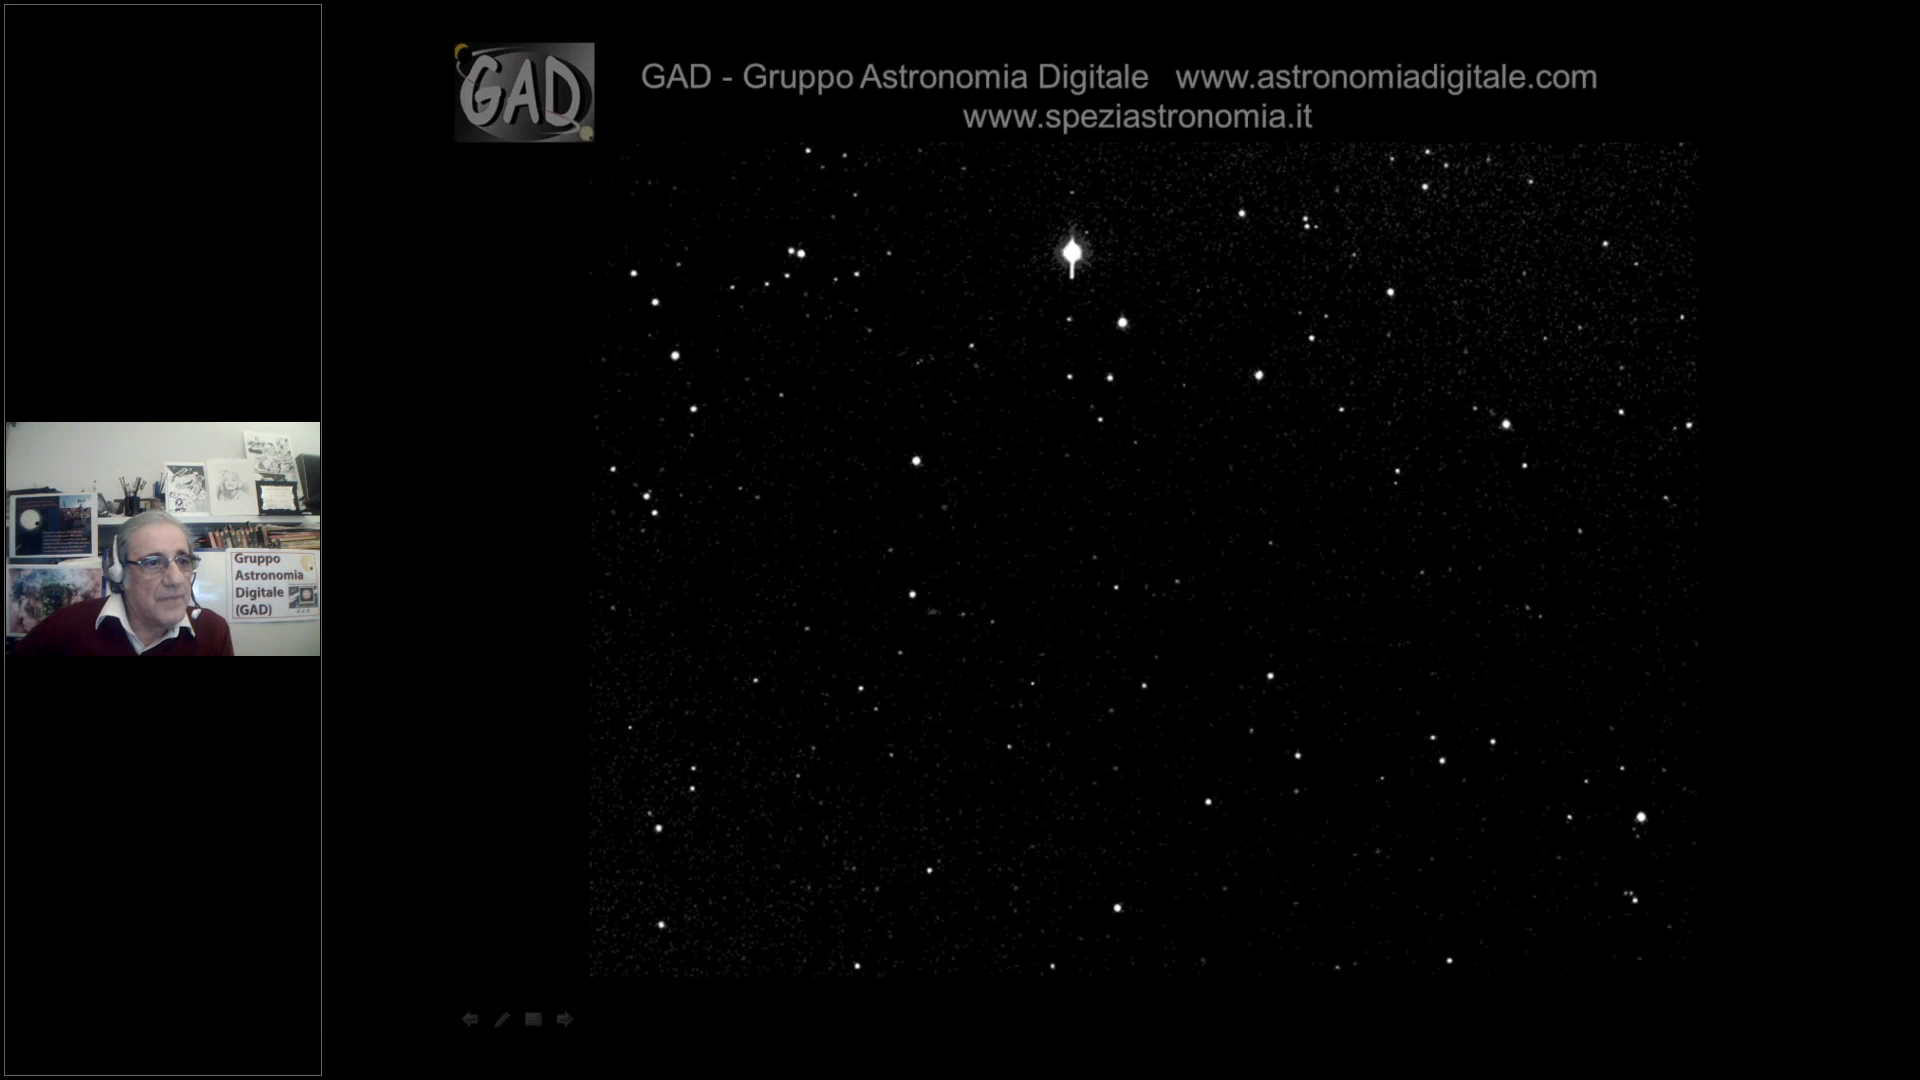 GAD
GAD - Gruppo Astronomia Digitale www.astronomiadigitale.com
www.speziastronomia.it
Gruppo
Astronomia
Digitale
(GAD)